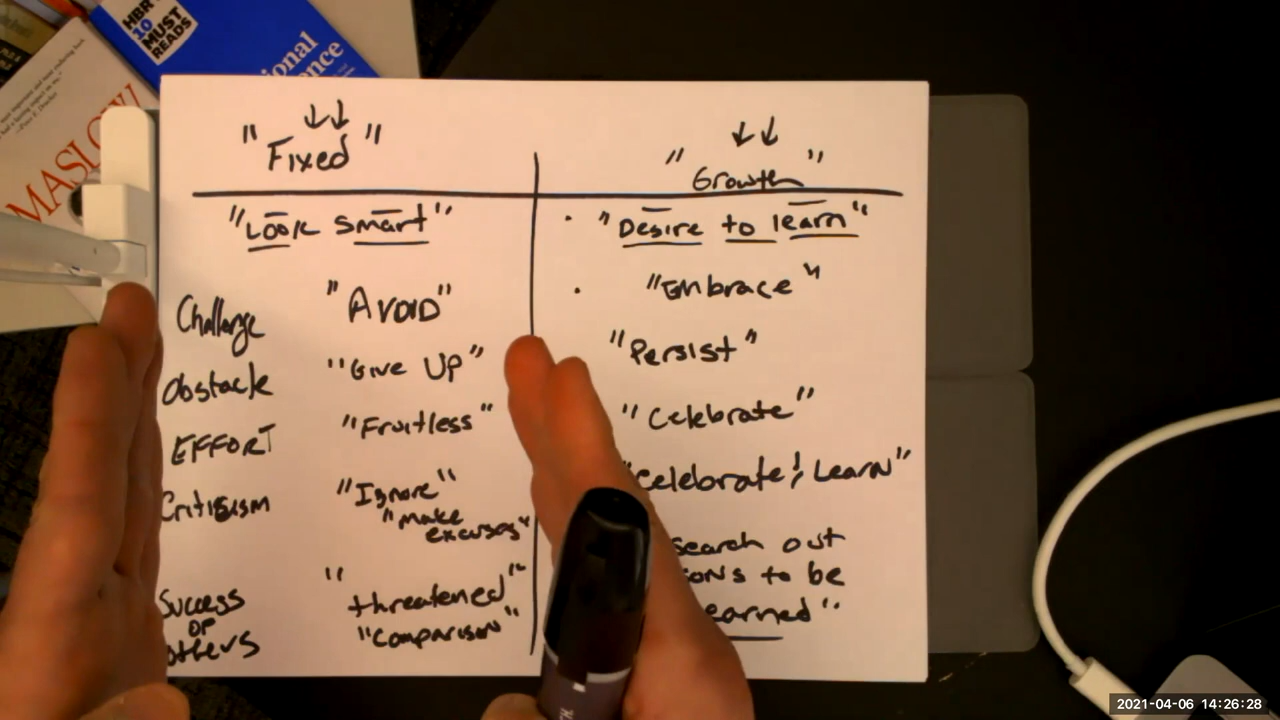 HBR'S
10
MUST
READS
MASLOW
"Fixed"
"Growth"
"Look smart"
"Desire to learn"
Challenge
"Avoid"
"Embrace"
Obstacle
"Give Up"
"Persist"
EFFORT
"Fruitless"
"Celebrate"
Critisism
"Ignore"
"make
excuses"
Celebrate & Learn"
Success
of
others
"threatened"
"Comparison"
search out
to be
2021-04-06 14:26:28